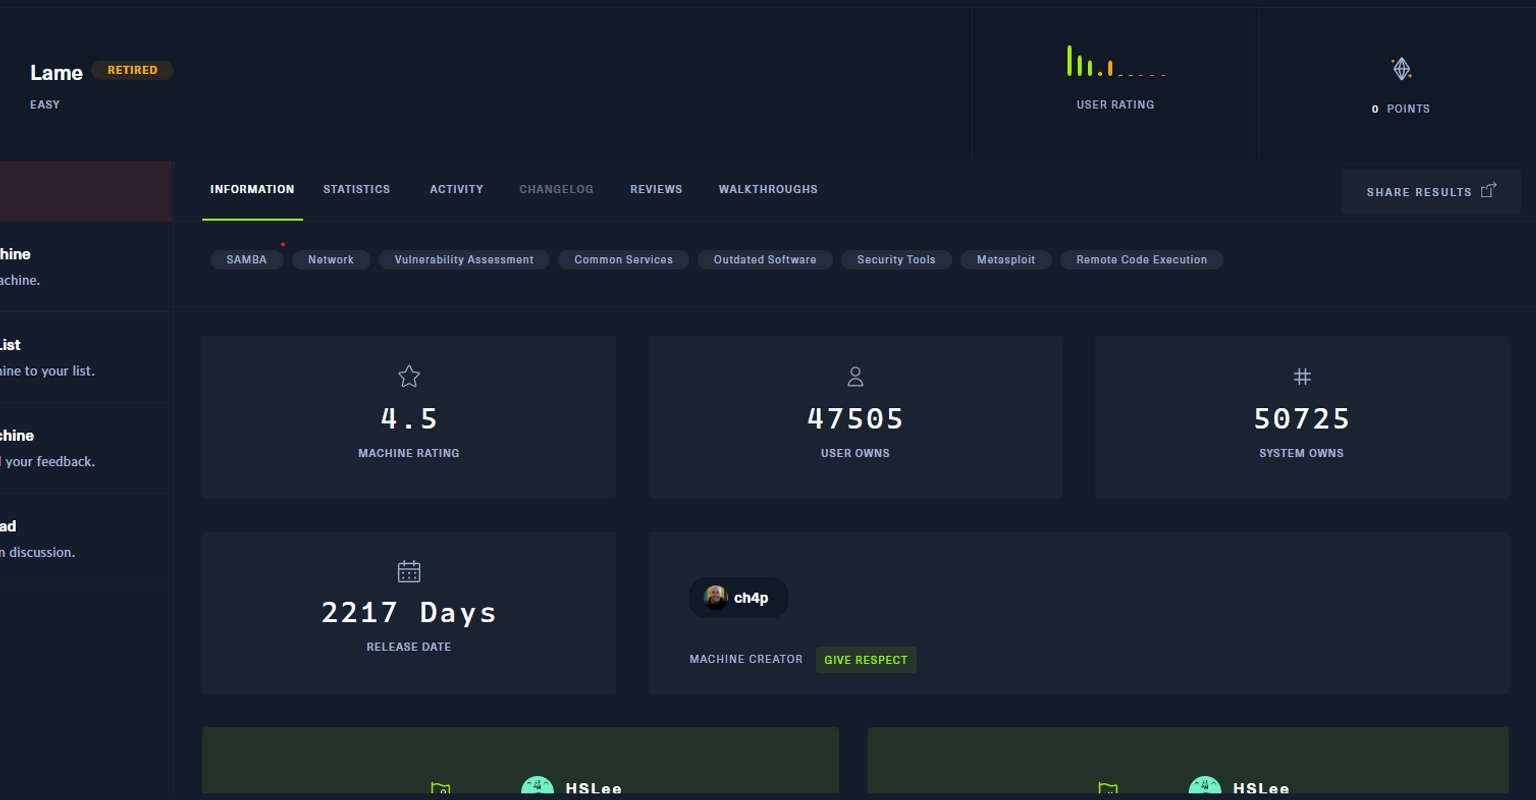 Lame RETIRED
EASY
USER RATING
0 POINTS
INFORMATION STATISTICS ACTIVITY CHANGELOG REVIEWS WALKTHROUGHS SHARE RESULTS
SAMBA Network Vulnerability Assessment Common Services Outdated Software Security Tools Metasploit Remote Code Execution
hine
achine.
List
nine to your list.
chine
d your feedback.
ad
n discussion.
4.5
MACHINE RATING
47505
USER OWNS
50725
SYSTEM OWNS
2217 Days
RELEASE DATE
ch4p
MACHINE CREATOR GIVE RESPECT
HSLee
HSLee